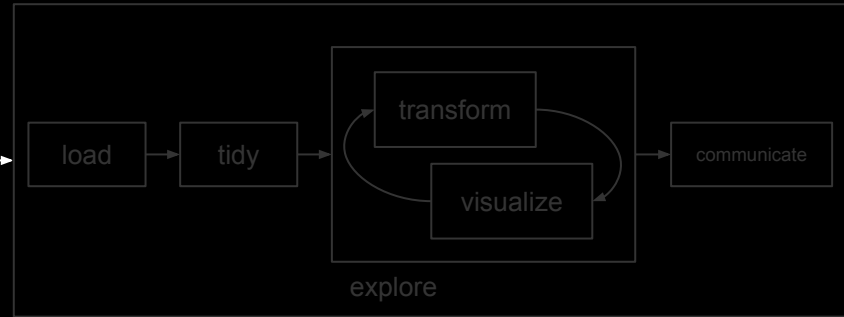 load
tidy
transform
visualize
communicate
explore